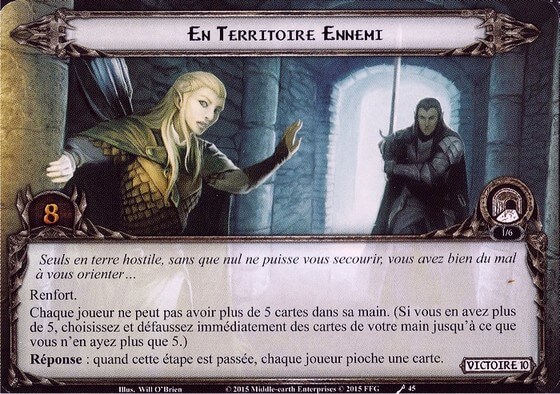 En Territoire Ennemi
8
1/6
Seuls en terre hostile, sans que nul ne puisse vous secourir, vous avez bien du mal
à vous orienter…
Renfort.
Chaque joueur ne peut pas avoir plus de 5 cartes dans sa main. (Si vous en avez plus
de 5, choisissez et défaussez immédiatement des cartes de votre main jusqu'à ce que
vous n'en ayez plus que 5.)
Réponse : quand cette étape est passée, chaque joueur pioche une carte.
VICTOIRE 10
Illus. Will O'Brien © 2015 Middle-earth Enterprises © 2015 FFG 45